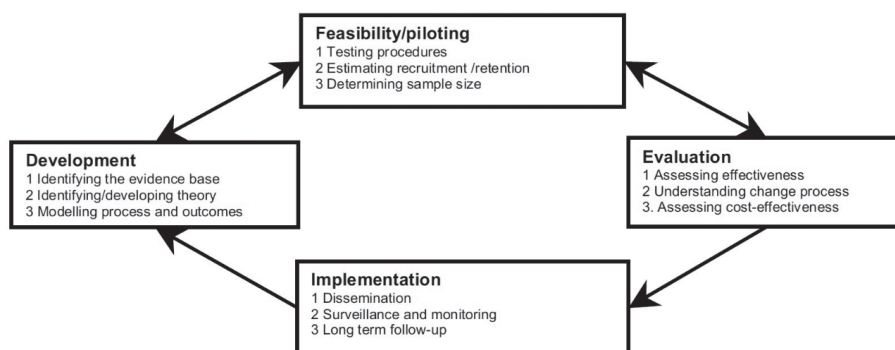 Feasibility/piloting
1 Testing procedures
2 Estimating recruitment /retention
3 Determining sample size
Development
1 Identifying the evidence base
2 Identifying/developing theory
3 Modelling process and outcomes
Evaluation
1 Assessing effectiveness
2 Understanding change process
3. Assessing cost-effectiveness
Implementation
1 Dissemination
2 Surveillance and monitoring
3 Long term follow-up